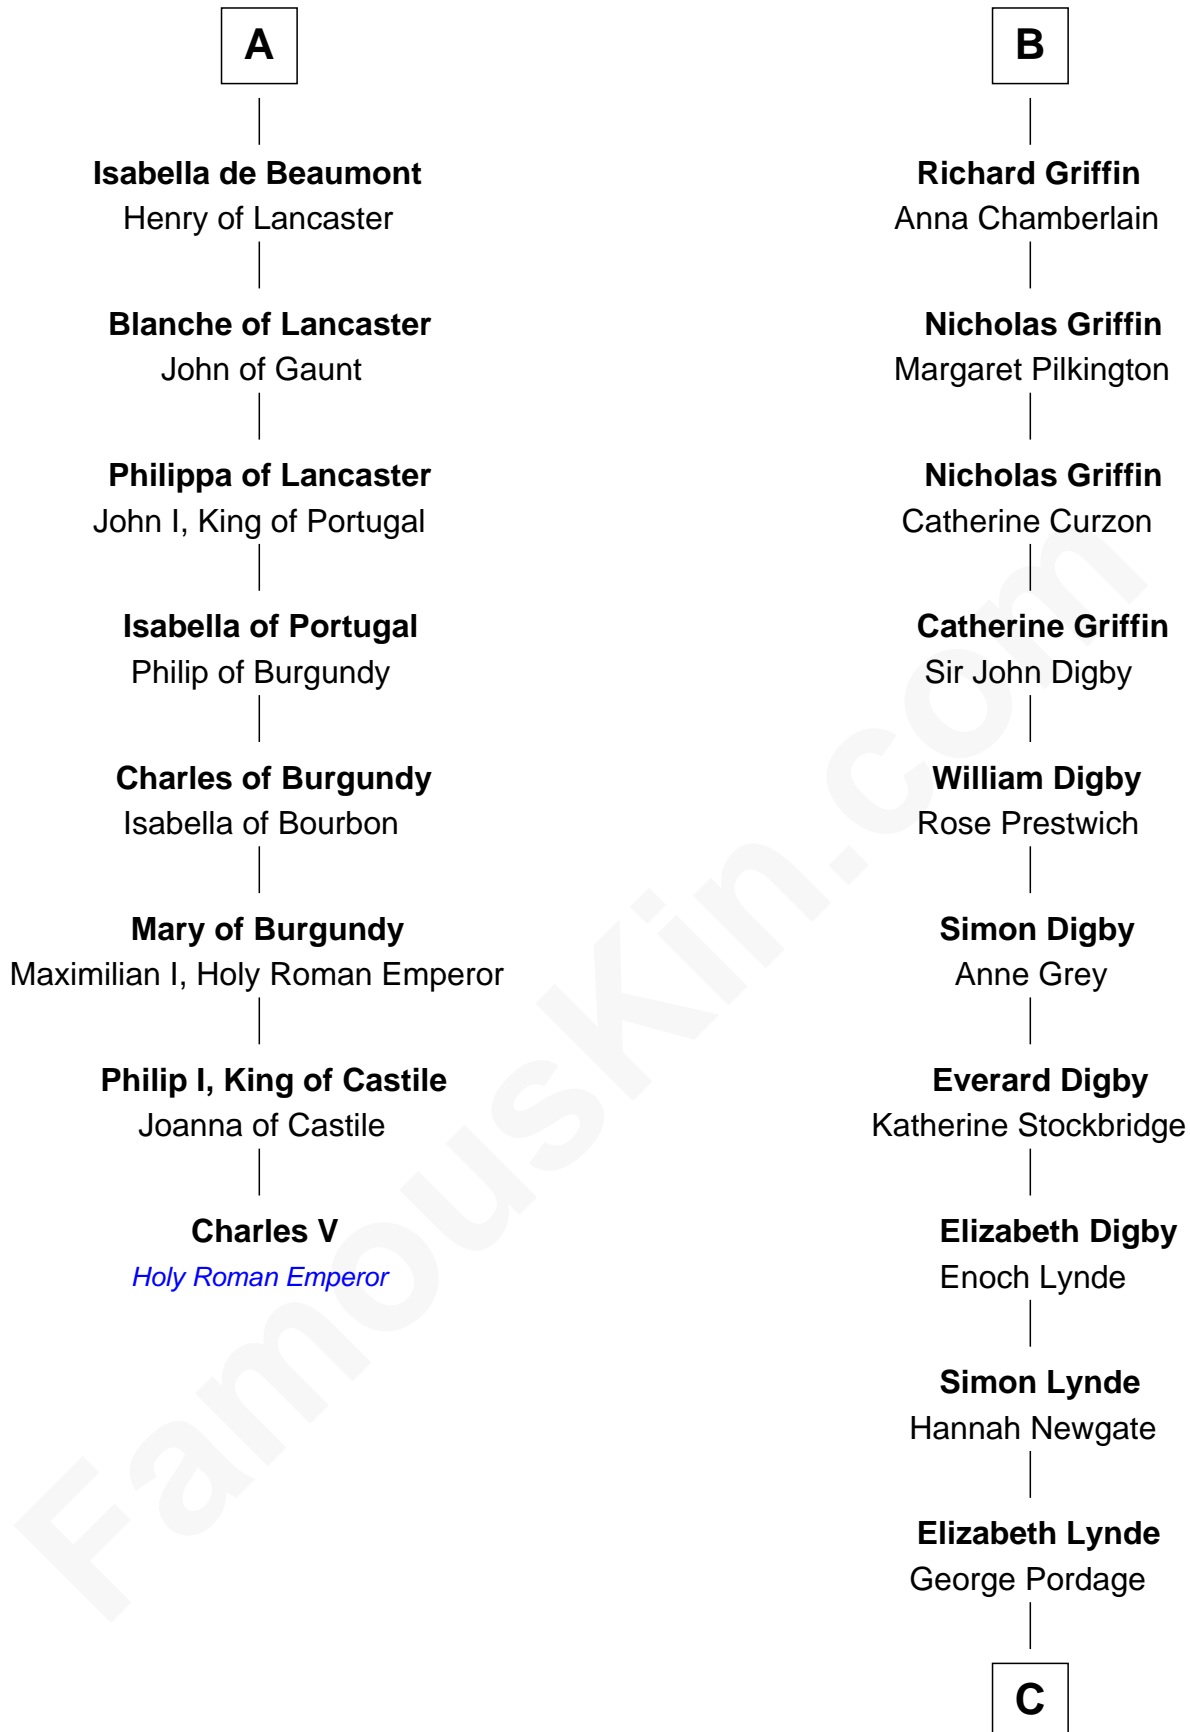 A
Isabella de Beaumont
Henry of Lancaster
Blanche of Lancaster
John of Gaunt
Philippa of Lancaster
John I, King of Portugal
Isabella of Portugal
Philip of Burgundy
Charles of Burgundy
Isabella of Bourbon
Mary of Burgundy
Maximilian I, Holy Roman Emperor
Philip I, King of Castile
Joanna of Castile
Charles V
Holy Roman Emperor
B
Richard Griffin
Anna Chamberlain
Nicholas Griffin
Margaret Pilkington
Nicholas Griffin
Catherine Curzon
Catherine Griffin
Sir John Digby
William Digby
Rose Prestwich
Simon Digby
Anne Grey
Everard Digby
Katherine Stockbridge
Elizabeth Digby
Enoch Lynde
Simon Lynde
Hannah Newgate
Elizabeth Lynde
George Pordage
C
FamousKin.com